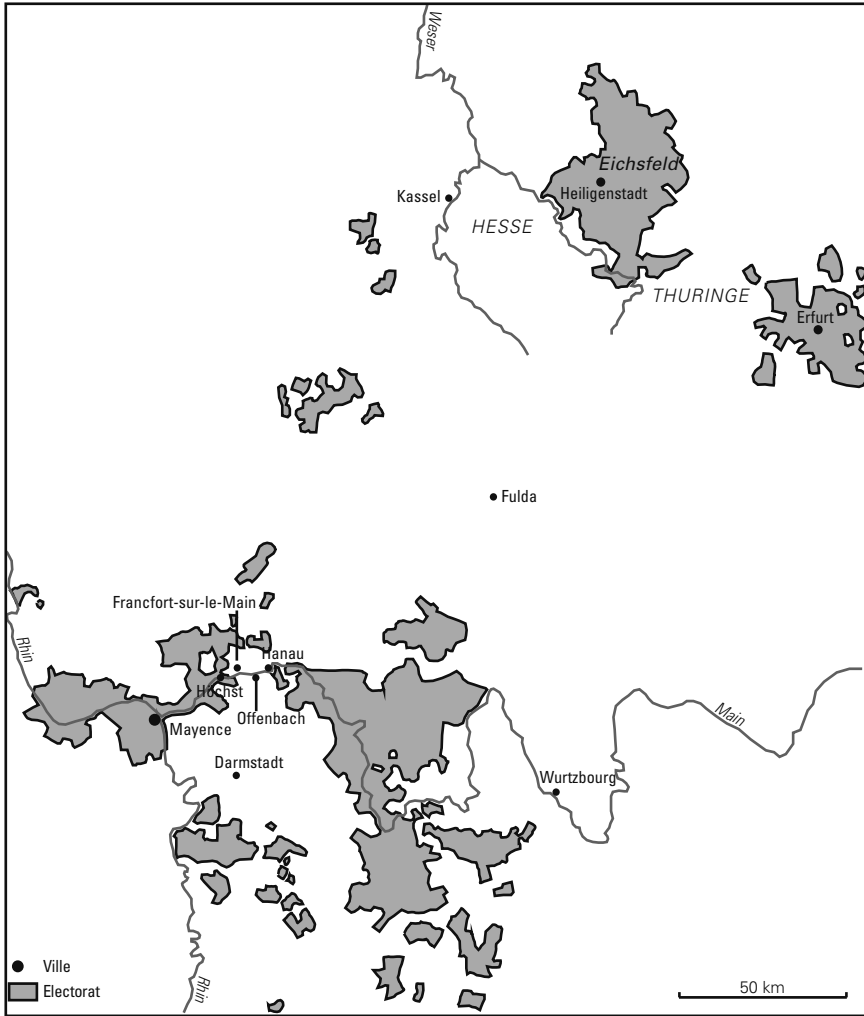 Weser
Eichsfeld
Heiligenstadt
Kassel
HESSE
THURINGE
Erfurt
Fulda
Francfort-sur-le-Main
Rhin
Hanau
Höchst
Offenbach
Mayence
Main
Darmstadt
Wurtzbourg
Rhin
Ville
Electorat
50 km